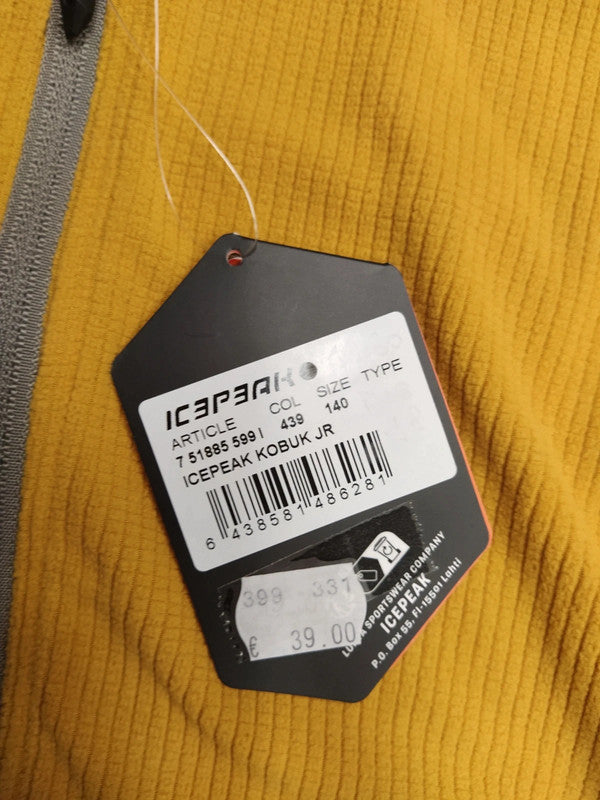 ICEPEAK
ARTICLE COL SIZE TYPE
7 51885 599 I 439 140
ICEPEAK KOBUK JR
6 438581 486281
399 331
€ 39.00
LUHTA SPORTSWEAR COMPANY
ICEPEAK
P.O. Box 55, FI-15501 Lahti